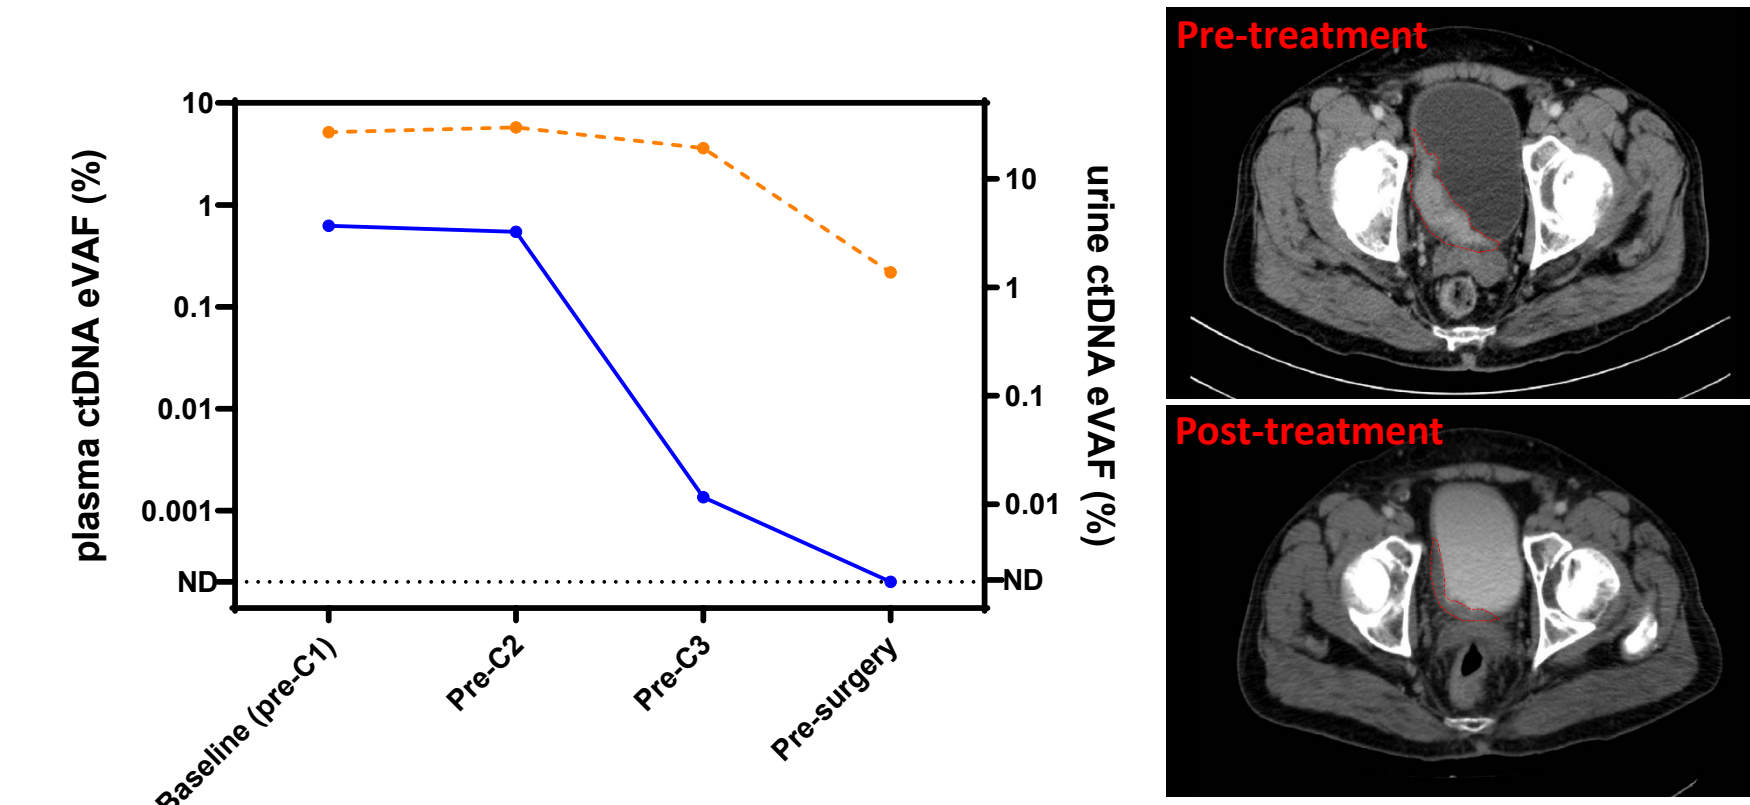 plasma ctDNA eVAF (%)
10
1
0.1
0.01
0.001
ND
Baseline (pre-C1)
Pre-C2
Pre-C3
Pre-surgery
10
1
0.1
0.01
ND
urine ctDNA eVAF (%)
Pre-treatment
Post-treatment